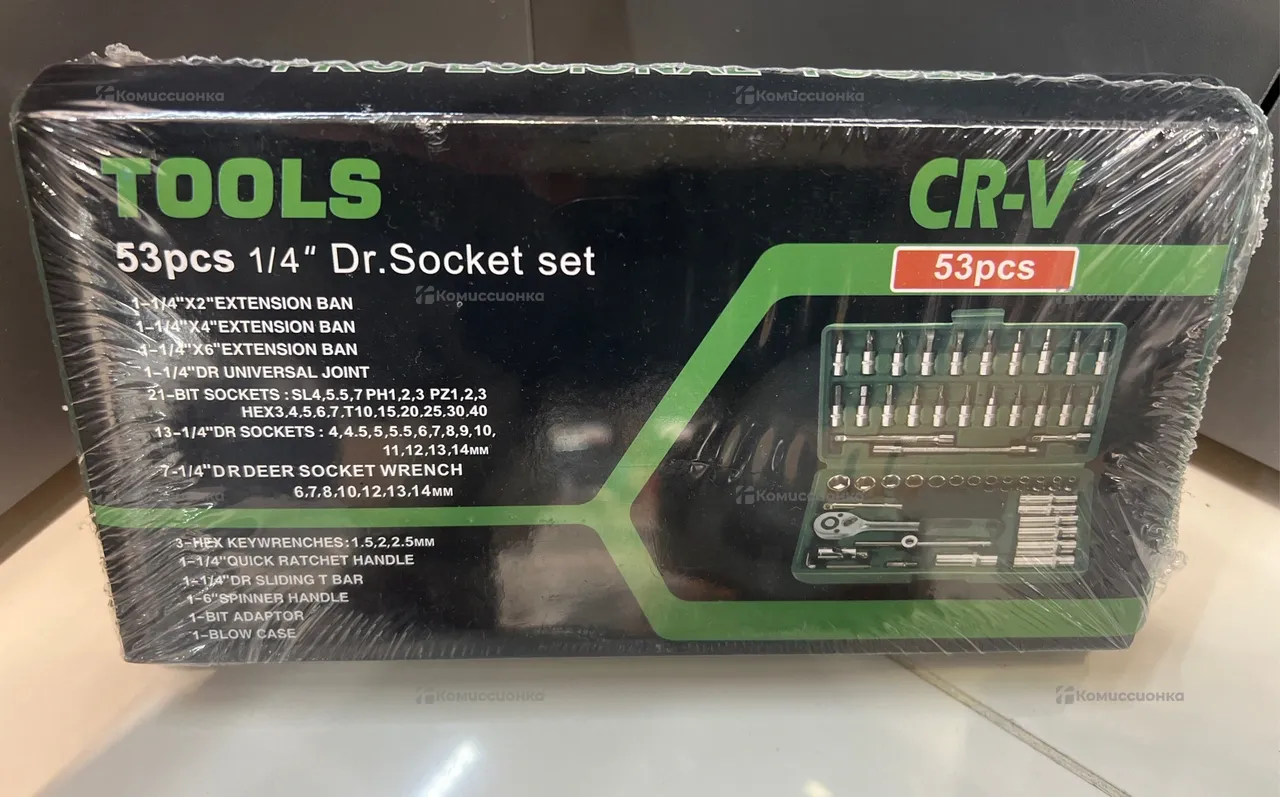 PROFESSIONAL TOOLS
TOOLS
CR-V
53pcs 1/4" Dr.Socket set
53pcs
1-1/4"X2"EXTENSION BAN
1-1/4"X4"EXTENSION BAN
1-1/4"X6"EXTENSION BAN
1-1/4"DR UNIVERSAL JOINT
21-BIT SOCKETS : SL4,5.5,7 PH1,2,3 PZ1,2,3
HEX3,4,5,6,7,T10,15,20,25,30,40
13-1/4"DR SOCKETS : 4,4.5,5,5.5,6,7,8,9,10,
11,12,13,14MM
7-1/4"DRDEER SOCKET WRENCH
6,7,8,10,12,13,14MM
3-HEX KEYWRENCHES:1.5,2,2.5MM
1-1/4"QUICK RATCHET HANDLE
1-1/4"DR SLIDING T BAR
1-6"SPINNER HANDLE
1-BIT ADAPTOR
1-BLOW CASE
Комиссионка
Комиссионка
Комиссионка
Комиссионка
Комиссионка
Комиссионка
Комиссионка